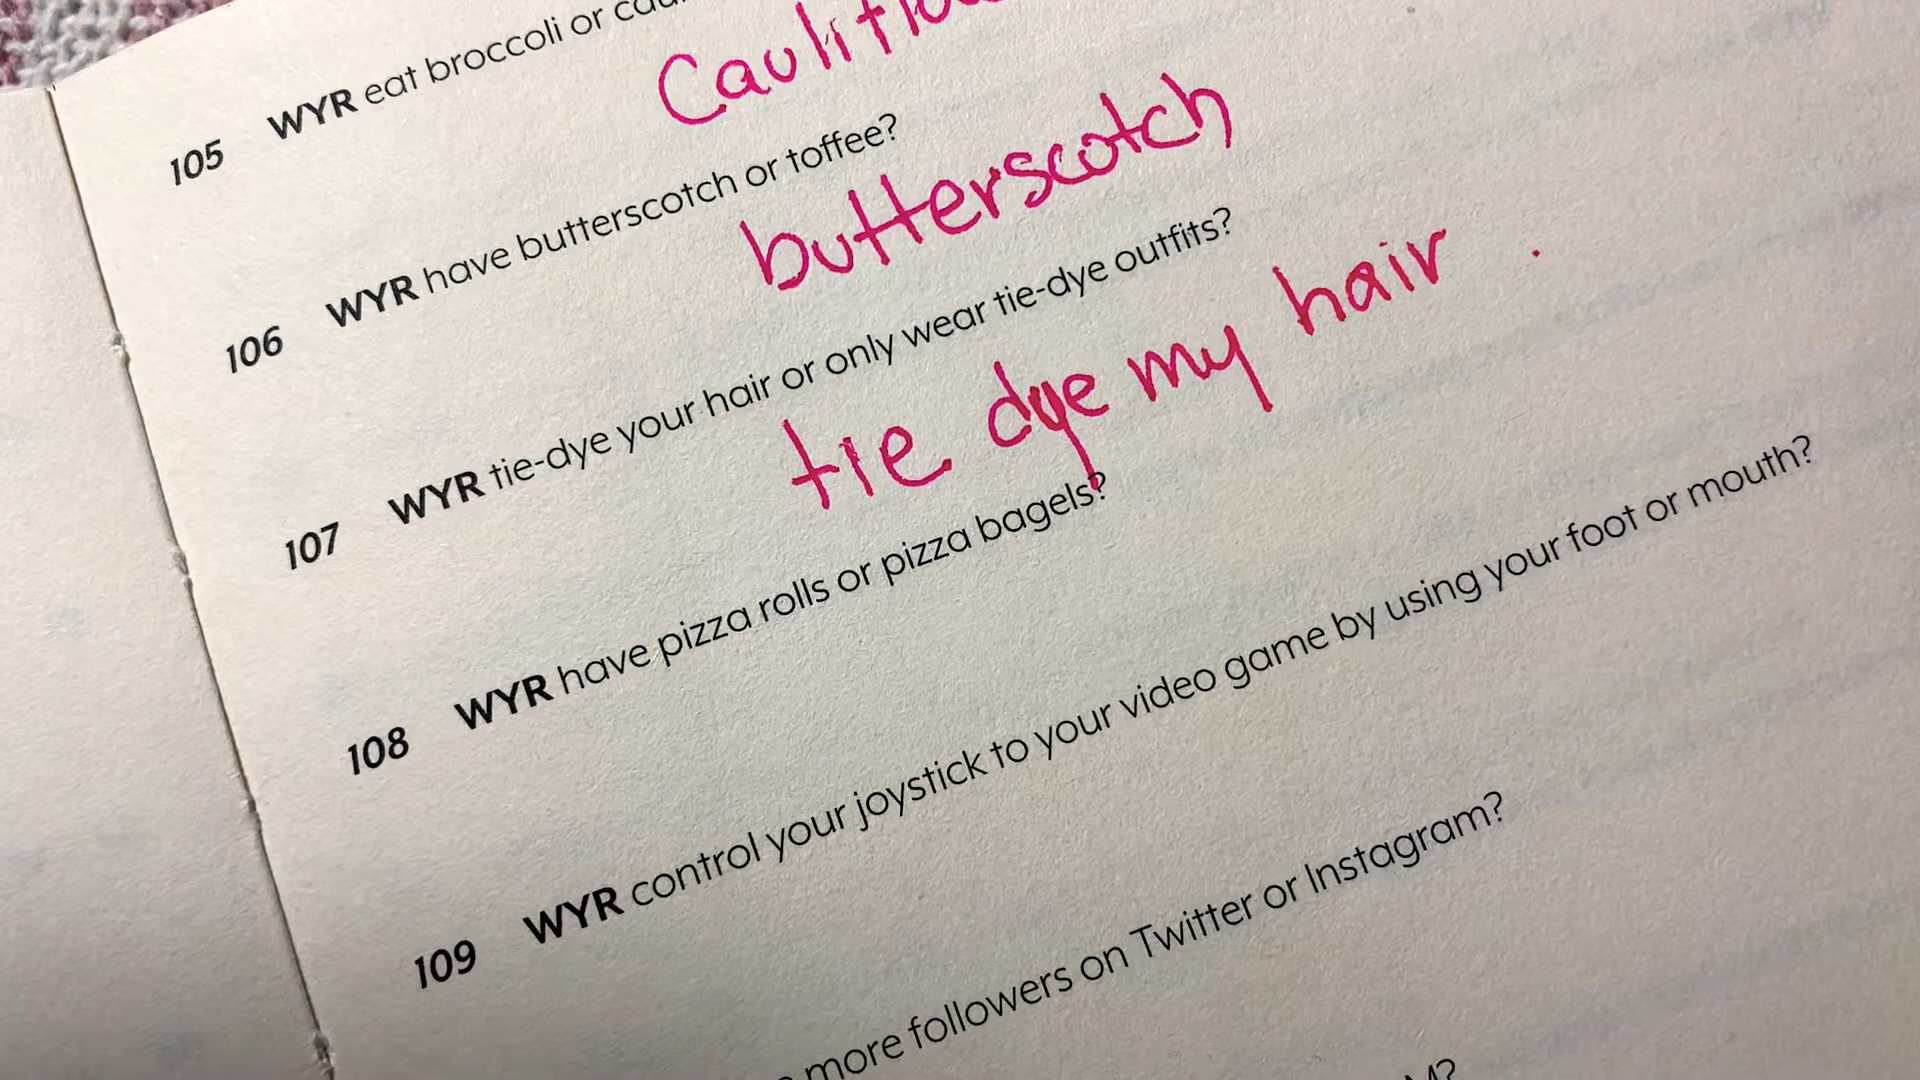 105 WYR eat broccoli or
106 WYR have butterscotch or toffee?
butterscotch
107 WYR tie-dye your hair or only wear tie-dye outfits?
tie dye my hair.
108 WYR have pizza rolls or pizza bagels?
109 WYR control your joystick to your video game by using your foot or mouth?
more followers on Twitter or Instagram?